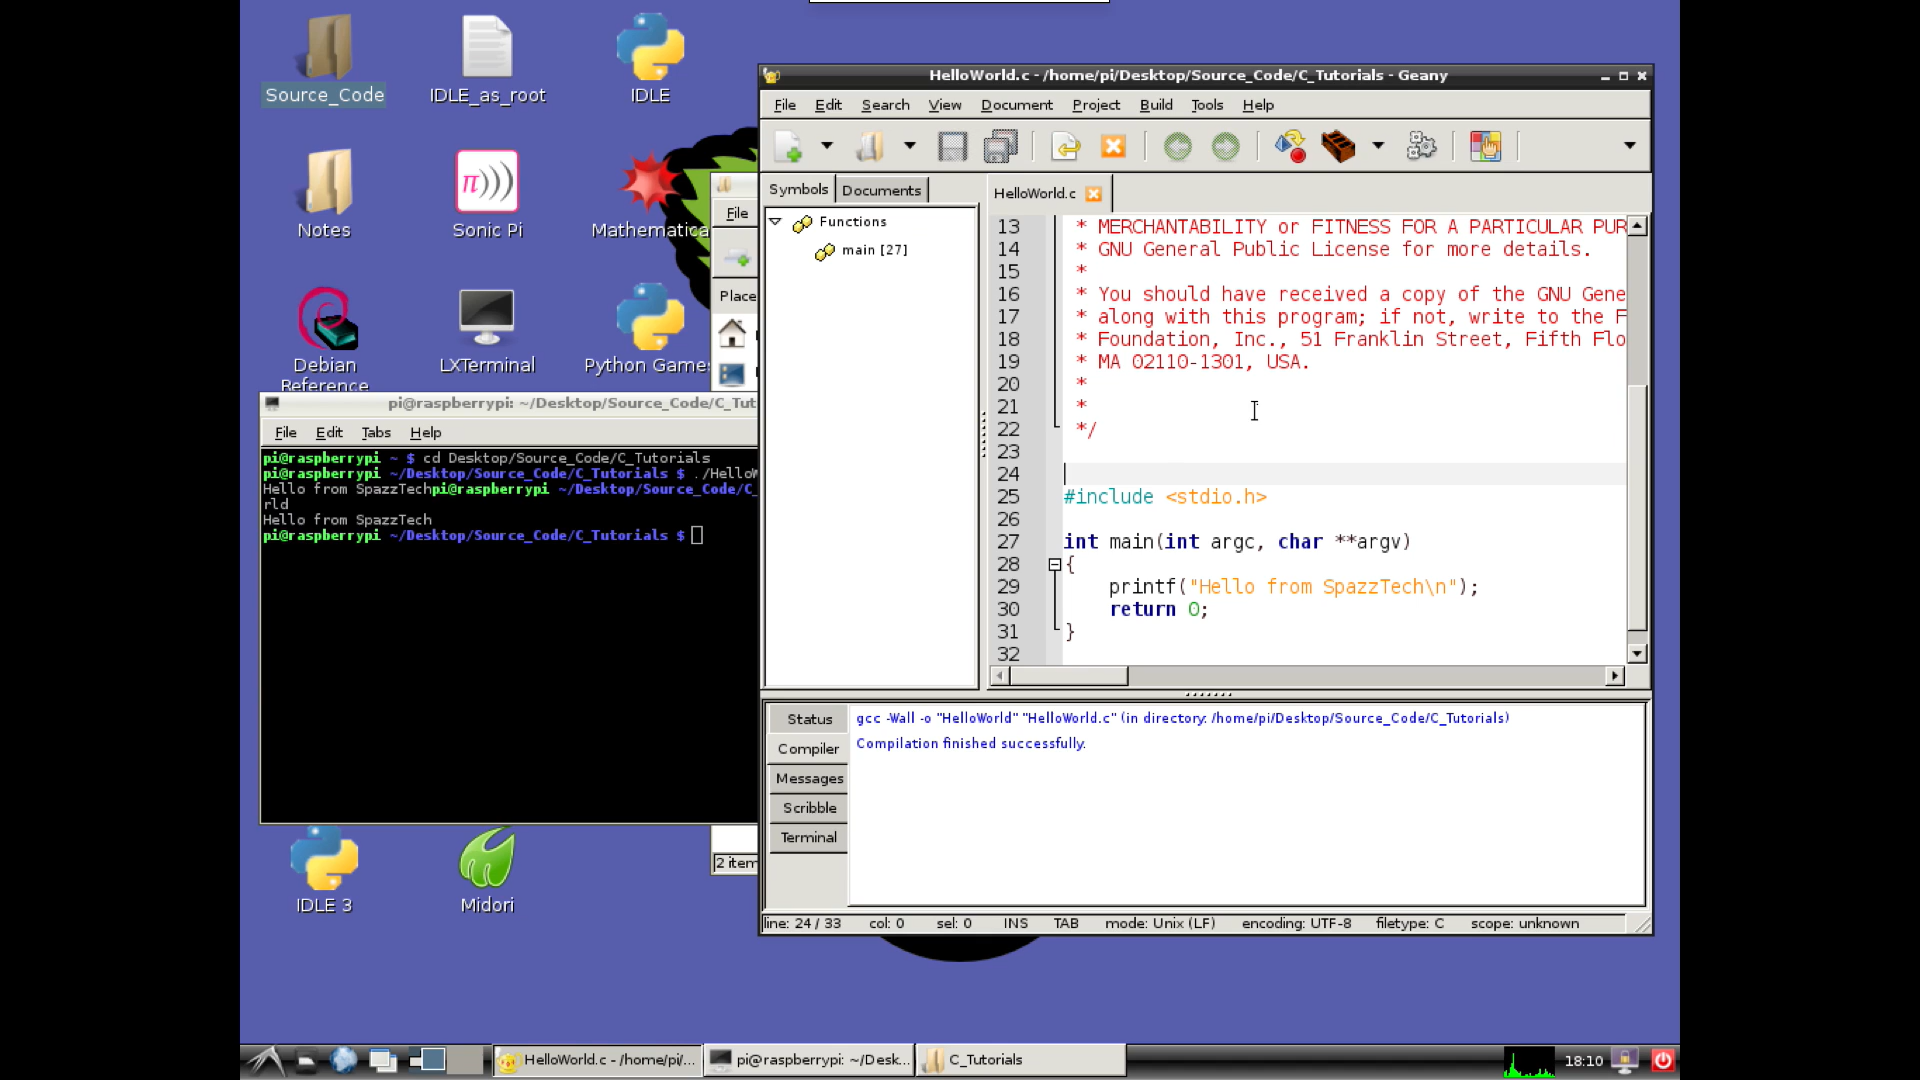 Source_Code
IDLE_as_root
IDLE
Notes
Sonic Pi
Mathematica
Debian
Reference
LXTerminal
Python Game
IDLE 3
Midori
File
Place
2 item
pi@raspberrypi: ~/Desktop/Source_Code/C_Tut
File Edit Tabs Help
pi@raspberrypi ~ $ cd Desktop/Source_Code/C_Tutorials
pi@raspberrypi ~/Desktop/Source_Code/C_Tutorials $ ./HelloW
Hello from SpazzTechpi@raspberrypi ~/Desktop/Source_Code/C_
rld
Hello from SpazzTech
pi@raspberrypi ~/Desktop/Source_Code/C_Tutorials $
HelloWorld.c - /home/pi/Desktop/Source_Code/C_Tutorials - Geany
File Edit Search View Document Project Build Tools Help
Symbols Documents
Functions
main [27]
HelloWorld.c
13 * MERCHANTABILITY or FITNESS FOR A PARTICULAR PUR
14 * GNU General Public License for more details.
15 *
16 * You should have received a copy of the GNU Gene
17 * along with this program; if not, write to the F
18 * Foundation, Inc., 51 Franklin Street, Fifth Flo
19 * MA 02110-1301, USA.
20 *
21 *
22 */
23
24
25 #include <stdio.h>
26
27 int main(int argc, char **argv)
28 {
29 printf("Hello from SpazzTech\n");
30 return 0;
31 }
32
Status
Compiler
Messages
Scribble
Terminal
gcc -Wall -o "HelloWorld" "HelloWorld.c" (in directory: /home/pi/Desktop/Source_Code/C_Tutorials)
Compilation finished successfully.
line: 24 / 33 col: 0 sel: 0 INS TAB mode: Unix (LF) encoding: UTF-8 filetype: C scope: unknown
HelloWorld.c - /home/pi/...
pi@raspberrypi: ~/Desk...
C_Tutorials
18:10